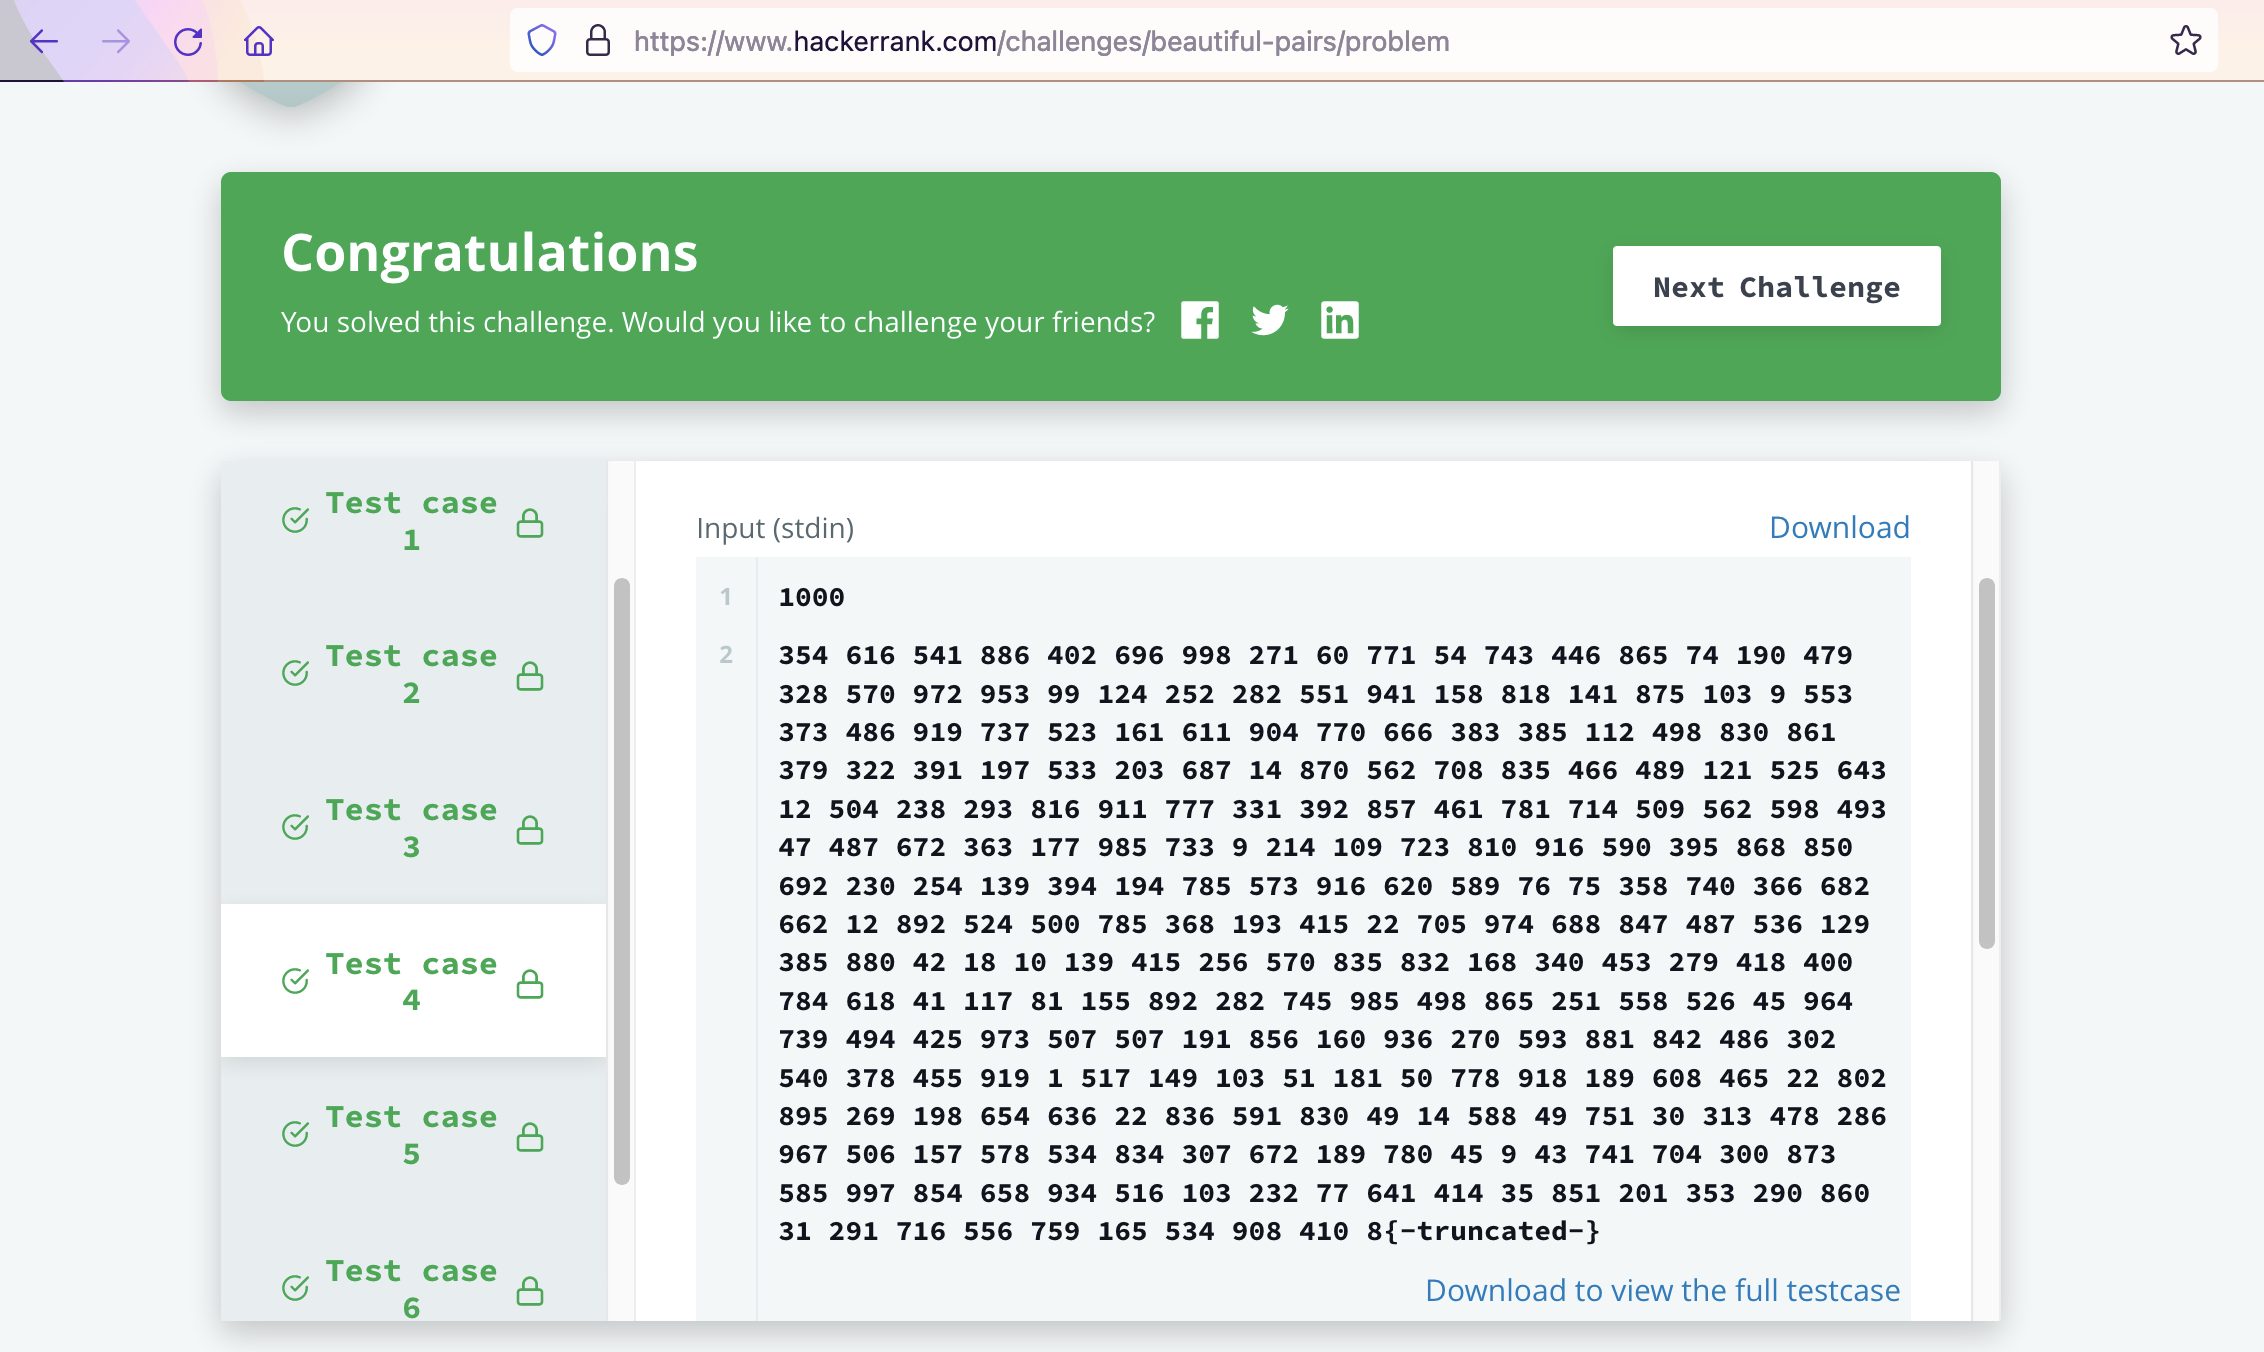 https://www.hackerrank.com/challenges/beautiful-pairs/problem
Congratulations
You solved this challenge. Would you like to challenge your friends?
Next Challenge
Test case
1
Test case
2
Test case
3
Test case
4
Test case
5
Test case
6
Input (stdin)
Download
1 1000
2 354 616 541 886 402 696 998 271 60 771 54 743 446 865 74 190 479
328 570 972 953 99 124 252 282 551 941 158 818 141 875 103 9 553
373 486 919 737 523 161 611 904 770 666 383 385 112 498 830 861
379 322 391 197 533 203 687 14 870 562 708 835 466 489 121 525 643
12 504 238 293 816 911 777 331 392 857 461 781 714 509 562 598 493
47 487 672 363 177 985 733 9 214 109 723 810 916 590 395 868 850
692 230 254 139 394 194 785 573 916 620 589 76 75 358 740 366 682
662 12 892 524 500 785 368 193 415 22 705 974 688 847 487 536 129
385 880 42 18 10 139 415 256 570 835 832 168 340 453 279 418 400
784 618 41 117 81 155 892 282 745 985 498 865 251 558 526 45 964
739 494 425 973 507 507 191 856 160 936 270 593 881 842 486 302
540 378 455 919 1 517 149 103 51 181 50 778 918 189 608 465 22 802
895 269 198 654 636 22 836 591 830 49 14 588 49 751 30 313 478 286
967 506 157 578 534 834 307 672 189 780 45 9 43 741 704 300 873
585 997 854 658 934 516 103 232 77 641 414 35 851 201 353 290 860
31 291 716 556 759 165 534 908 410 8{-truncated-}
Download to view the full testcase